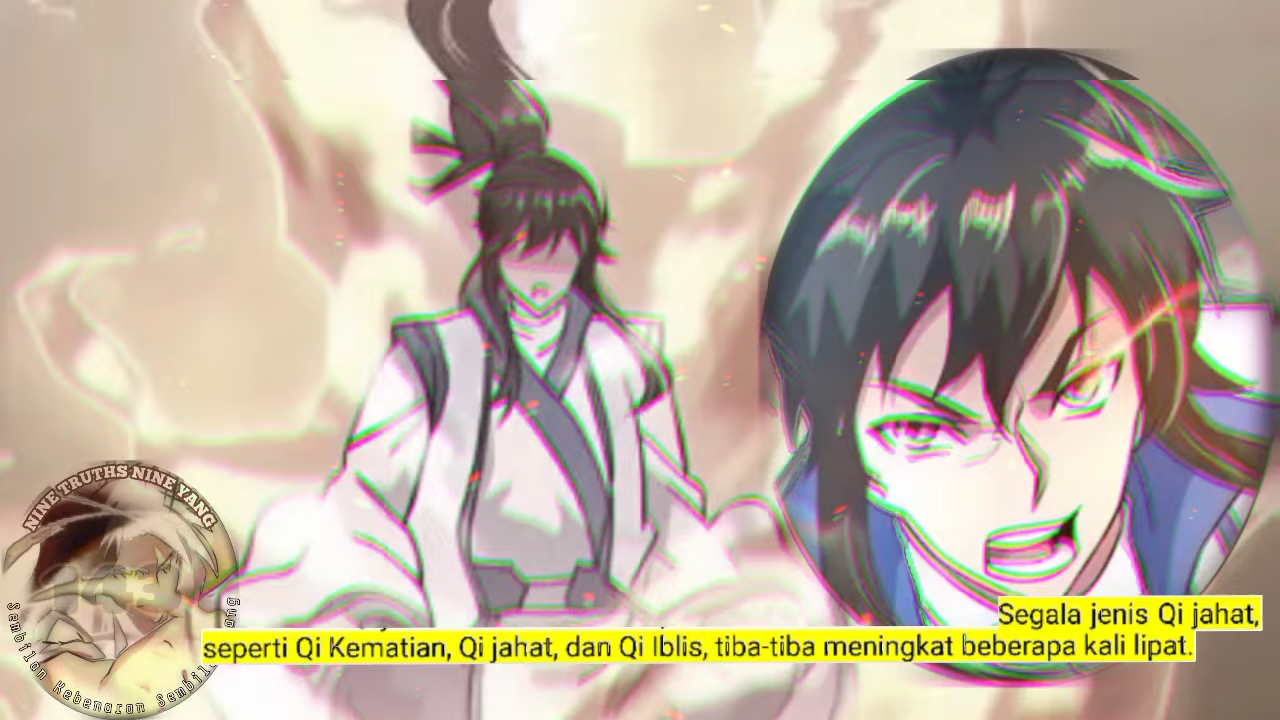 NINE TRUTHS NINE YANG
Sembilan Kebenaran Sembilan
Segala jenis Qi jahat,
seperti Qi Kematian, Qi jahat, dan Qi Iblis, tiba-tiba meningkat beberapa kali lipat.